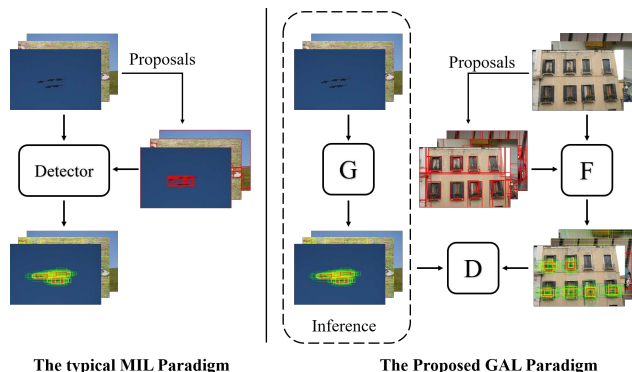 Proposals
Detector
The typical MIL Paradigm
Proposals
G
F
D
Inference
The Proposed GAL Paradigm